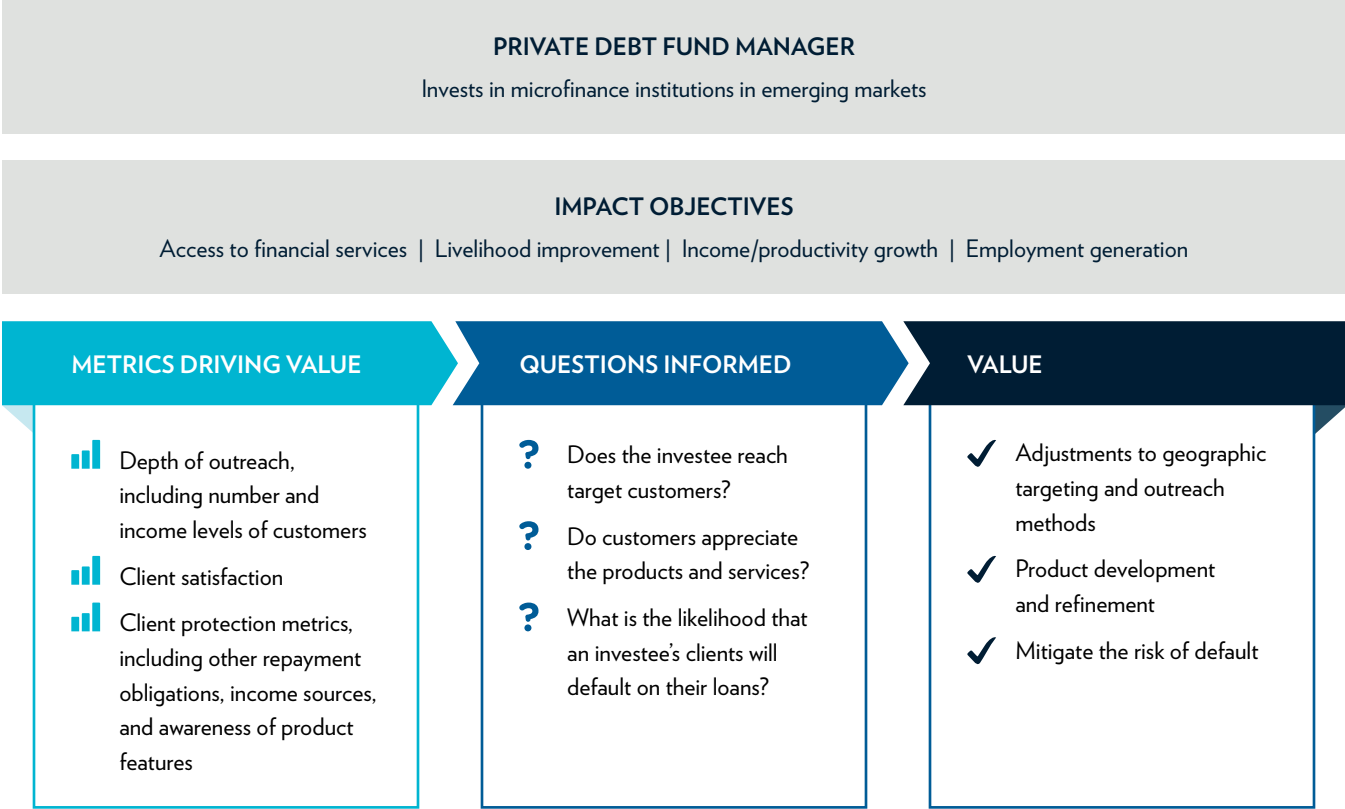 PRIVATE DEBT FUND MANAGER
Invests in microfinance institutions in emerging markets
IMPACT OBJECTIVES
Access to financial services | Livelihood improvement | Income/productivity growth | Employment generation
METRICS DRIVING VALUE
Depth of outreach,
including number and
income levels of customers
Client satisfaction
Client protection metrics,
including other repayment
obligations, income sources,
and awareness of product
features
QUESTIONS INFORMED
? Does the investee reach
target customers?
? Do customers appreciate
the products and services?
? What is the likelihood that
an investee’s clients will
default on their loans?
VALUE
✓ Adjustments to geographic
targeting and outreach
methods
✓ Product development
and refinement
✓ Mitigate the risk of default